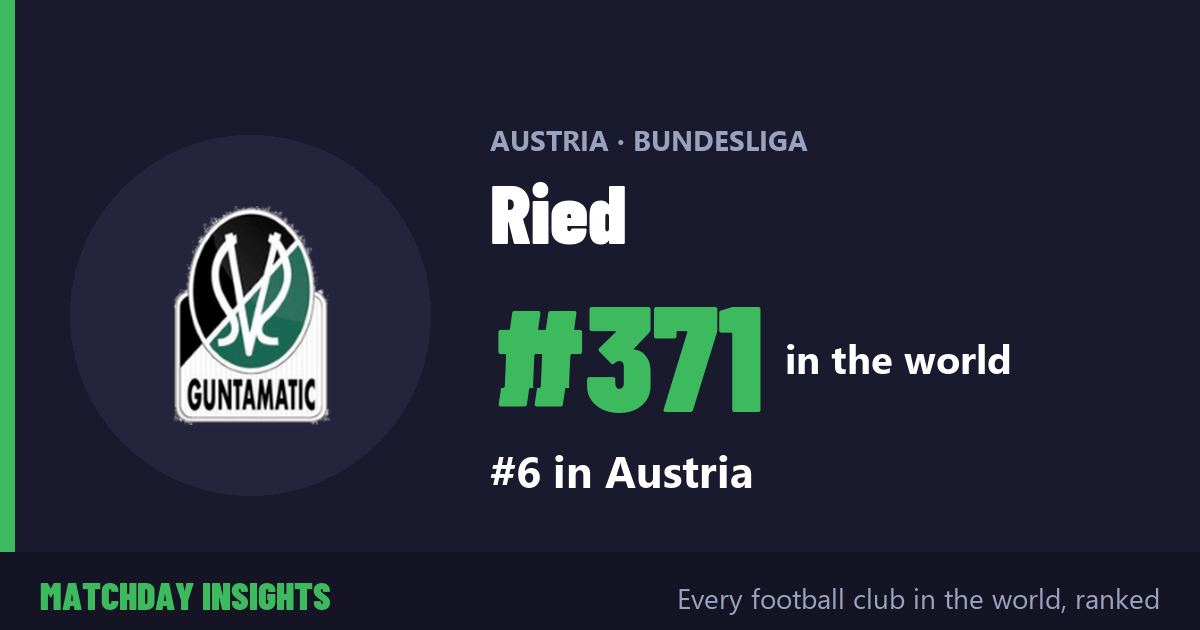 AUSTRIA · BUNDESLIGA
Ried
#371 in the world
#6 in Austria
SVR
GUNTAMATIC
MATCHDAY INSIGHTS
Every football club in the world, ranked